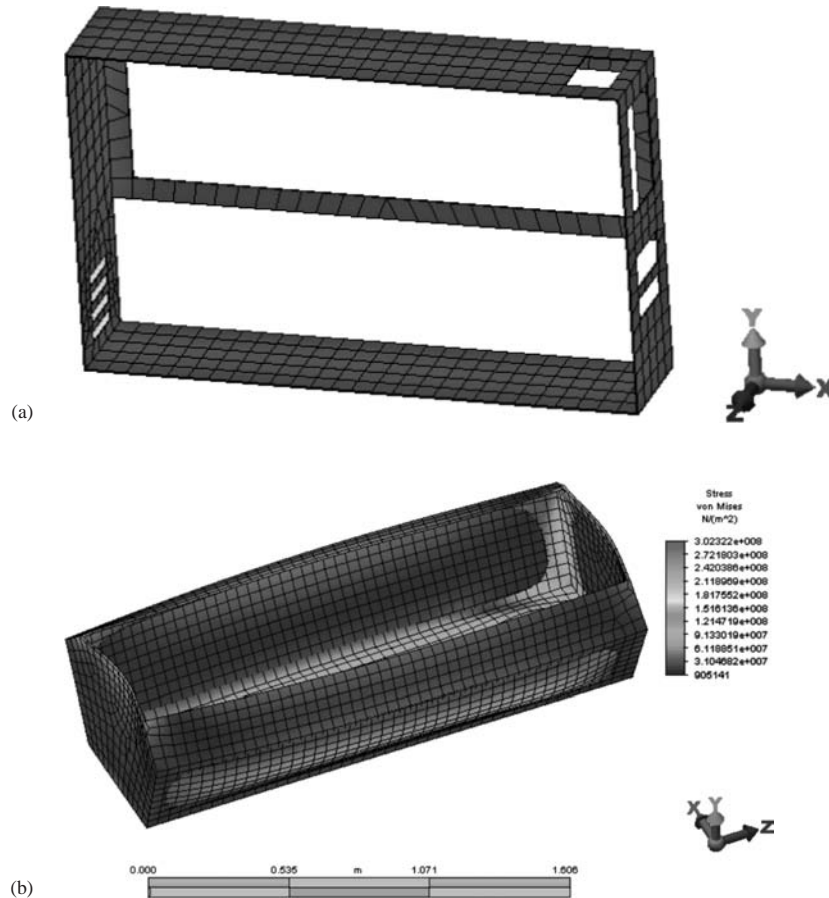 Y
X
Z
(a)
Stress
von Mises
N/(m^2)
3.02322e+008
2.721803e+008
2.420386e+008
2.118969e+008
1.817552e+008
1.516136e+008
1.214719e+008
9.133019e+007
6.118851e+007
3.104682e+007
905141
X Y
Z
0.000 0.535 m 1.071 1.606
(b)